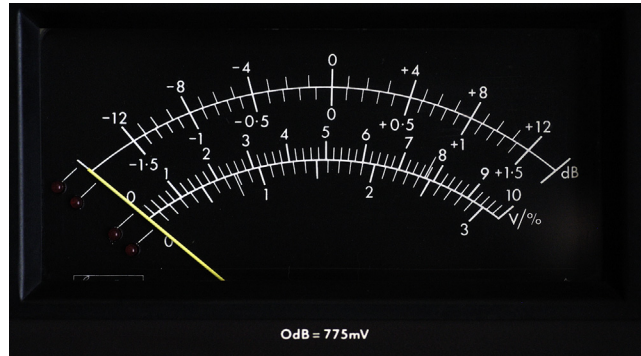 -12 -8 -4 0 +4 +8 +12 dB
-1·5 -1 -0·5 0 +0·5 +1 +1·5
0 1 2 3 4 5 6 7 8 9 10 V/%
0 1 2 3
OdB = 775mV